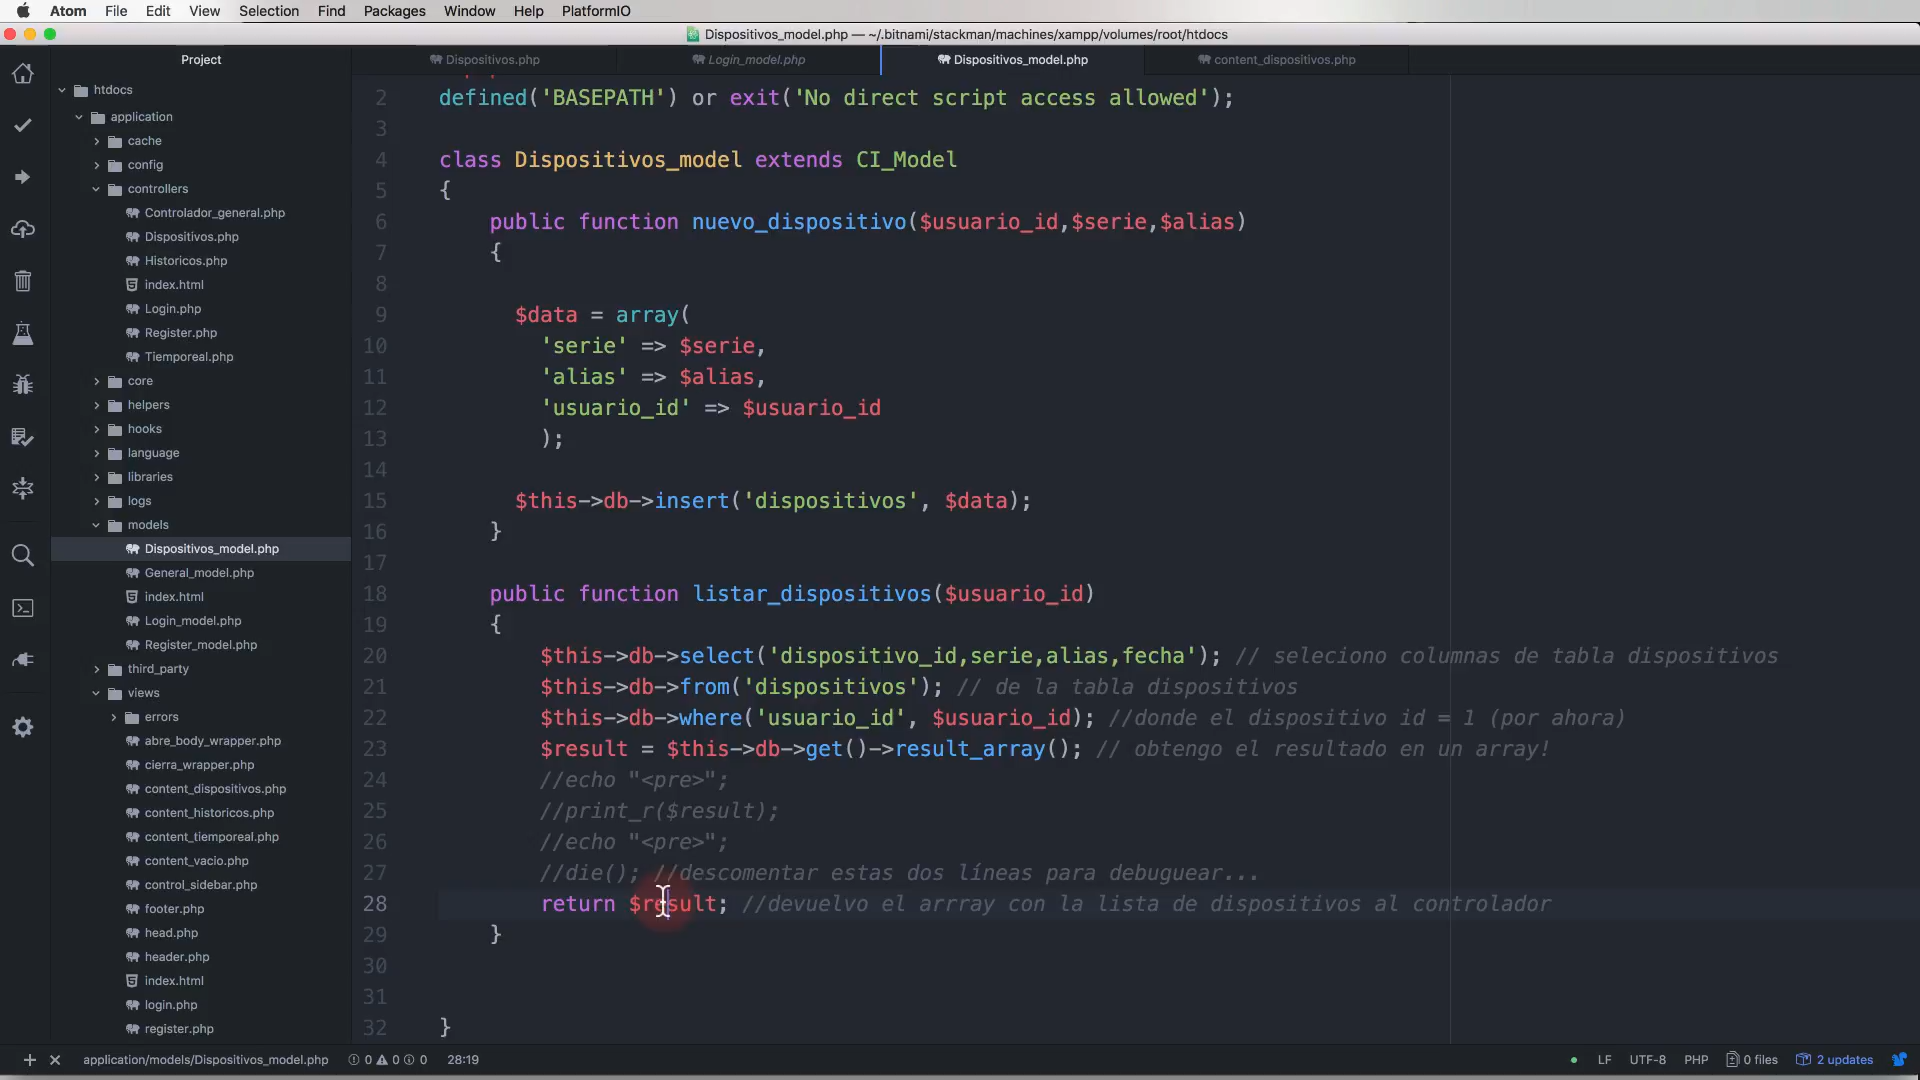 Atom File Edit View Selection Find Packages Window Help PlatformIO
Dispositivos_model.php — ~/.bitnami/stackman/machines/xampp/volumes/root/htdocs
Project
Dispositivos.php Login_model.php Dispositivos_model.php content_dispositivos.php
htdocs
application
cache
config
controllers
Controlador_general.php
Dispositivos.php
Historicos.php
index.html
Login.php
Register.php
Tiemporeal.php
core
helpers
hooks
language
libraries
logs
models
Dispositivos_model.php
General_model.php
index.html
Login_model.php
Register_model.php
third_party
views
errors
abre_body_wrapper.php
cierra_wrapper.php
content_dispositivos.php
content_historicos.php
content_tiemporeal.php
content_vacio.php
control_sidebar.php
footer.php
head.php
header.php
index.html
login.php
register.php
2 defined('BASEPATH') or exit('No direct script access allowed');
3
4 class Dispositivos_model extends CI_Model
5 {
6 public function nuevo_dispositivo($usuario_id,$serie,$alias)
7 {
8
9 $data = array(
10 'serie' => $serie,
11 'alias' => $alias,
12 'usuario_id' => $usuario_id
13 );
14
15 $this->db->insert('dispositivos', $data);
16 }
17
18 public function listar_dispositivos($usuario_id)
19 {
20 $this->db->select('dispositivo_id,serie,alias,fecha'); // seleciono columnas de tabla dispositivos
21 $this->db->from('dispositivos'); // de la tabla dispositivos
22 $this->db->where('usuario_id', $usuario_id); //donde el dispositivo id = 1 (por ahora)
23 $result = $this->db->get()->result_array(); // obtengo el resultado en un array!
24 //echo "<pre>";
25 //print_r($result);
26 //echo "<pre>";
27 //die(); //descomentar estas dos líneas para debuguear...
28 return $result; //devuelvo el arrray con la lista de dispositivos al controlador
29 }
30
31
32 }
application/models/Dispositivos_model.php 0 0 0 28:19 LF UTF-8 PHP 0 files 2 updates